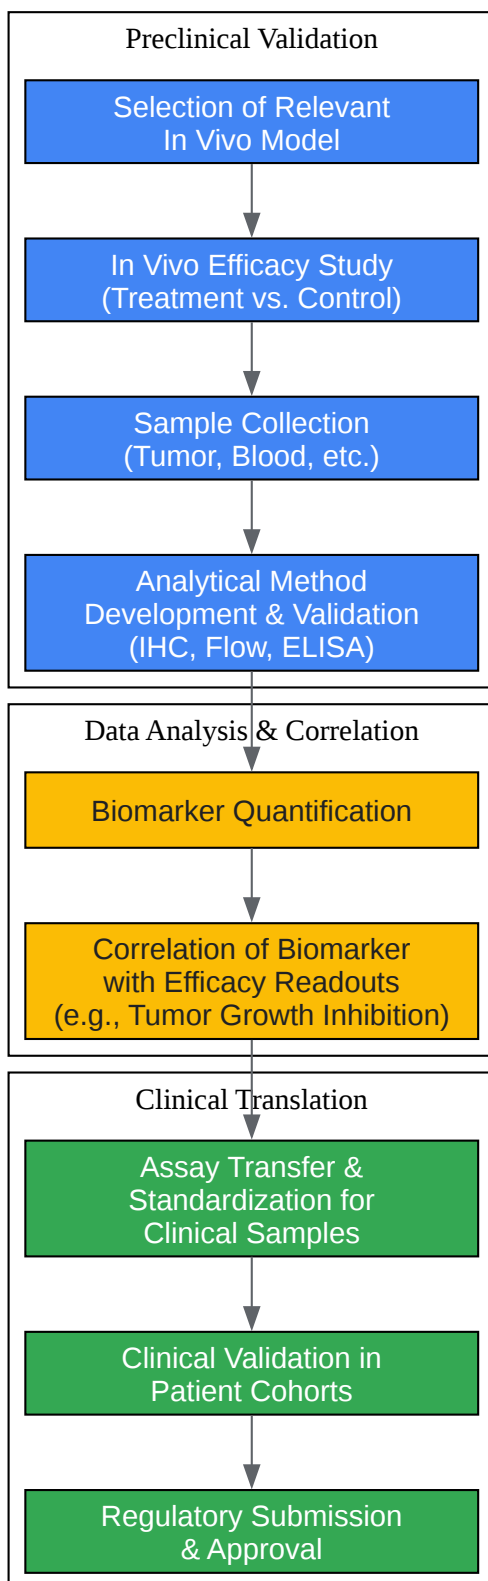 Preclinical Validation
Selection of Relevant
In Vivo Model
In Vivo Efficacy Study
(Treatment vs. Control)
Sample Collection
(Tumor, Blood, etc.)
Analytical Method
Development & Validation
(IHC, Flow, ELISA)
Data Analysis & Correlation
Biomarker Quantification
Correlation of Biomarker
with Efficacy Readouts
(e.g., Tumor Growth Inhibition)
Clinical Translation
Assay Transfer &
Standardization for
Clinical Samples
Clinical Validation in
Patient Cohorts
Regulatory Submission
& Approval